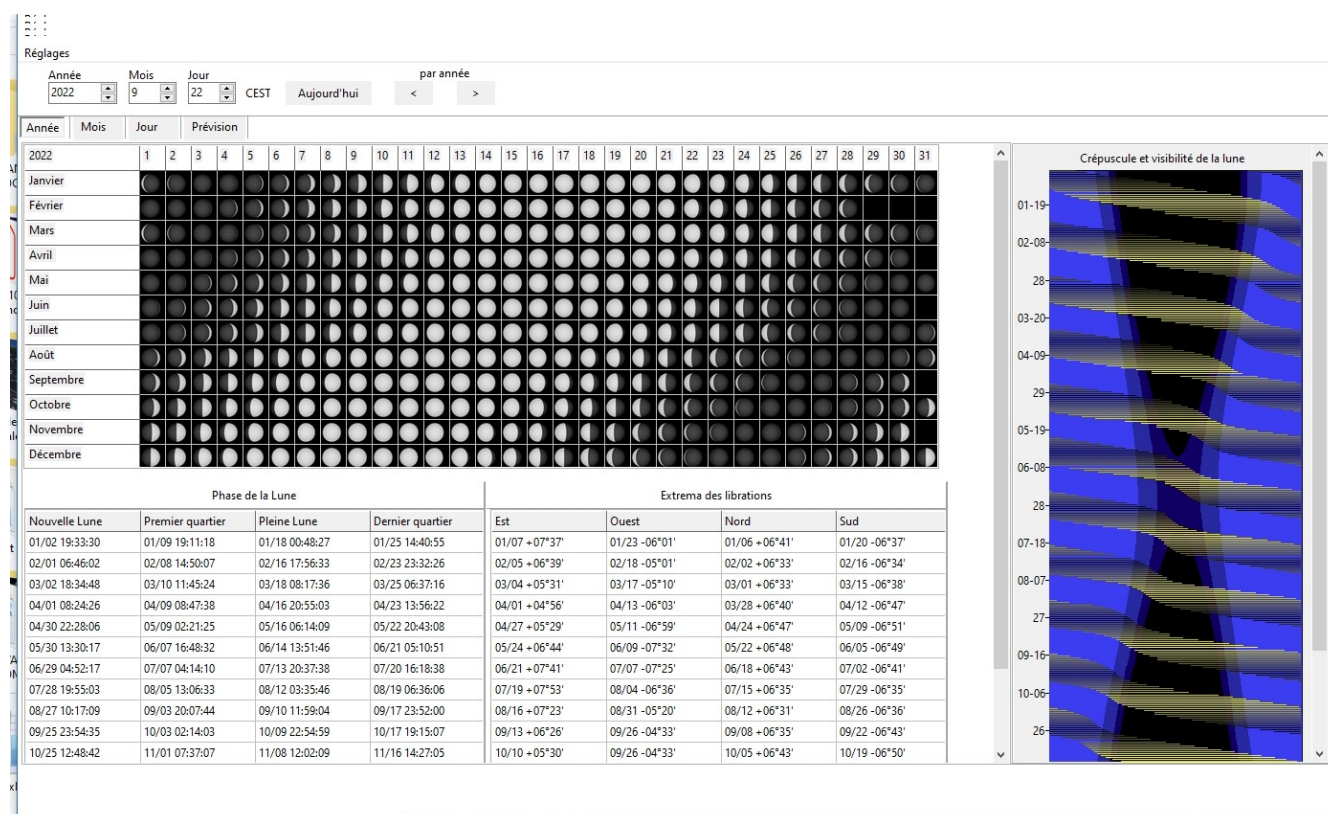 Réglages
Année Mois Jour par année
2022 9 22 CEST Aujourd'hui < >
Année Mois Jour Prévision
2022 1 2 3 4 5 6 7 8 9 10 11 12 13 14 15 16 17 18 19 20 21 22 23 24 25 26 27 28 29 30 31
Janvier
Février
Mars
Avril
Mai
Juin
Juillet
Août
Septembre
Octobre
Novembre
Décembre
Phase de la Lune Extrema des librations
Nouvelle Lune Premier quartier Pleine Lune Dernier quartier Est Ouest Nord Sud
01/02 19:33:30 01/09 19:11:18 01/18 00:48:27 01/25 14:40:55 01/07 +07°37' 01/23 -06°01' 01/06 +06°41' 01/20 -06°37'
02/01 06:46:02 02/08 14:50:07 02/16 17:56:33 02/23 23:32:26 02/05 +06°39' 02/18 -05°01' 02/02 +06°33' 02/16 -06°34'
03/02 18:34:48 03/10 11:45:24 03/18 08:17:36 03/25 06:37:16 03/04 +05°31' 03/17 -05°10' 03/01 +06°33' 03/15 -06°38'
04/01 08:24:26 04/09 08:47:38 04/16 20:55:03 04/23 13:56:22 04/01 +04°56' 04/13 -06°03' 03/28 +06°40' 04/12 -06°47'
04/30 22:28:06 05/09 02:21:25 05/16 06:14:09 05/22 20:43:08 04/27 +05°29' 05/11 -06°59' 04/24 +06°47' 05/09 -06°51'
05/30 13:30:17 06/07 16:48:32 06/14 13:51:46 06/21 05:10:51 05/24 +06°44' 06/09 -07°32' 05/22 +06°48' 06/05 -06°49'
06/29 04:52:17 07/07 04:14:10 07/13 20:37:38 07/20 16:18:38 06/21 +07°41' 07/07 -07°25' 06/18 +06°43' 07/02 -06°41'
07/28 19:55:03 08/05 13:06:33 08/12 03:35:46 08/19 06:36:06 07/19 +07°53' 08/04 -06°36' 07/15 +06°35' 07/29 -06°35'
08/27 10:17:09 09/03 20:07:44 09/10 11:59:04 09/17 23:52:00 08/16 +07°23' 08/31 -05°20' 08/12 +06°31' 08/26 -06°36'
09/25 23:54:35 10/03 02:14:03 10/09 22:54:59 10/17 19:15:07 09/13 +06°26' 09/26 -04°33' 09/08 +06°35' 09/22 -06°43'
10/25 12:48:42 11/01 07:37:07 11/08 12:02:09 11/16 14:27:05 10/10 +05°30' 09/26 -04°33' 10/05 +06°43' 10/19 -06°50'
Crépuscule et visibilité de la lune
01-19
02-08
28
03-20
04-09
29
05-19
06-08
28
07-18
08-07
27
09-16
10-06
26